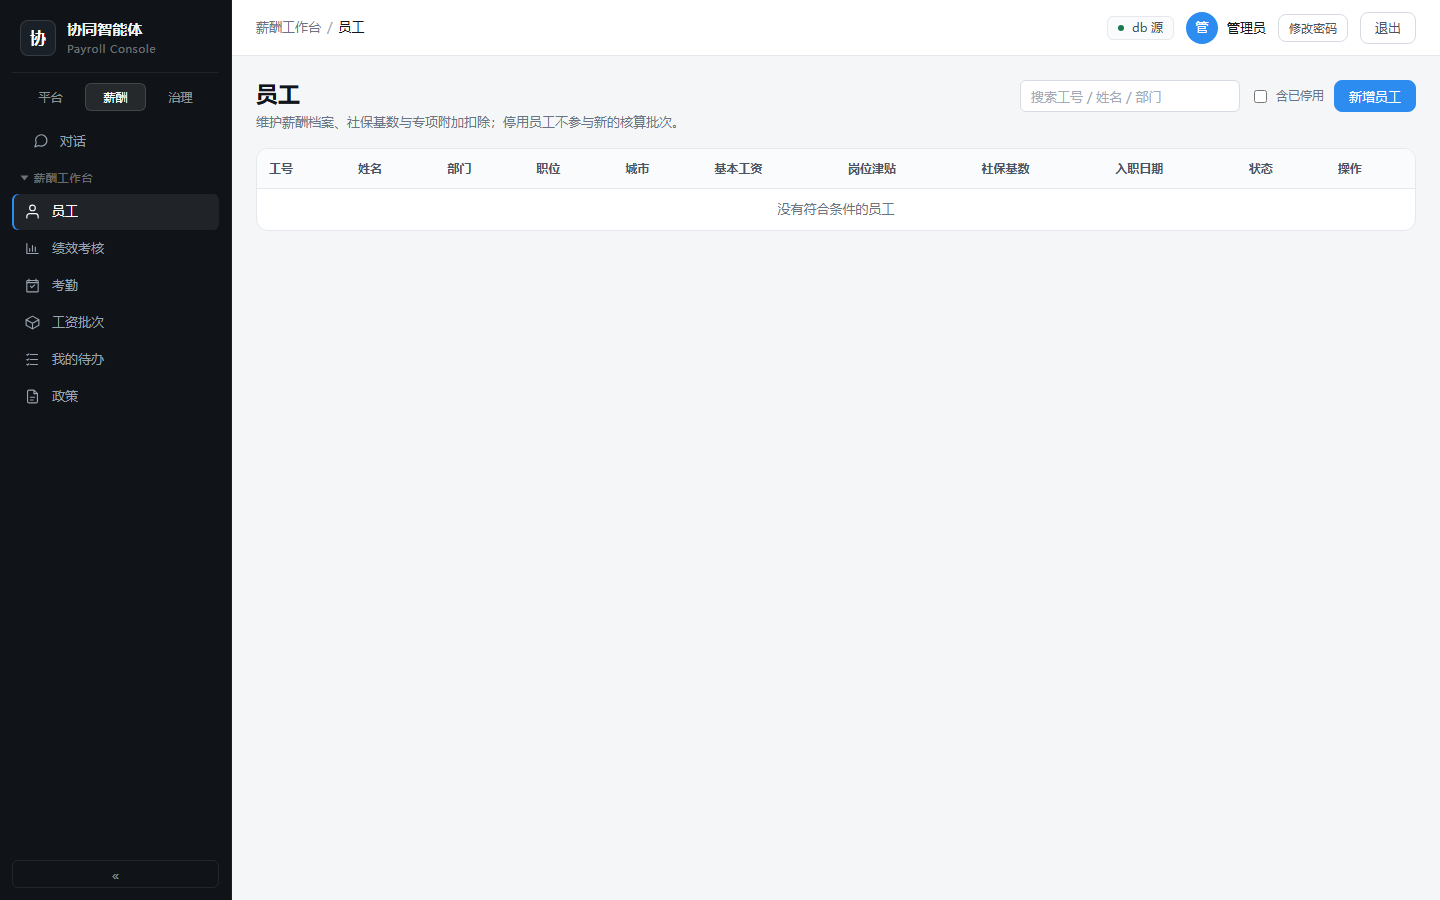 协
协同智能体
Payroll Console
平台 薪酬 治理
对话
薪酬工作台
员工
绩效考核
考勤
工资批次
我的待办
政策
«
薪酬工作台 / 员工
db 源
管
管理员
修改密码
退出
员工
维护薪酬档案、社保基数与专项附加扣除；停用员工不参与新的核算批次。
搜索工号 / 姓名 / 部门
含已停用
新增员工
工号 姓名 部门 职位 城市 基本工资 岗位津贴 社保基数 入职日期 状态 操作
没有符合条件的员工